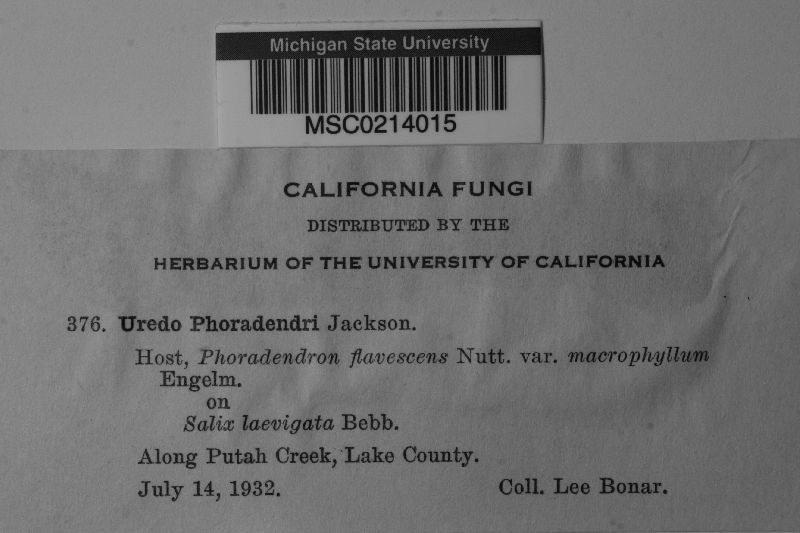 Michigan State University
MSC0214015
CALIFORNIA FUNGI
DISTRIBUTED BY THE
HERBARIUM OF THE UNIVERSITY OF CALIFORNIA
376. Uredo Phoradendri Jackson.
Host, Phoradendron flavescens Nutt. var. macrophyllum
Engelm.
on
Salix laevigata Bebb.
Along Putah Creek, Lake County.
July 14, 1932. Coll. Lee Bonar.